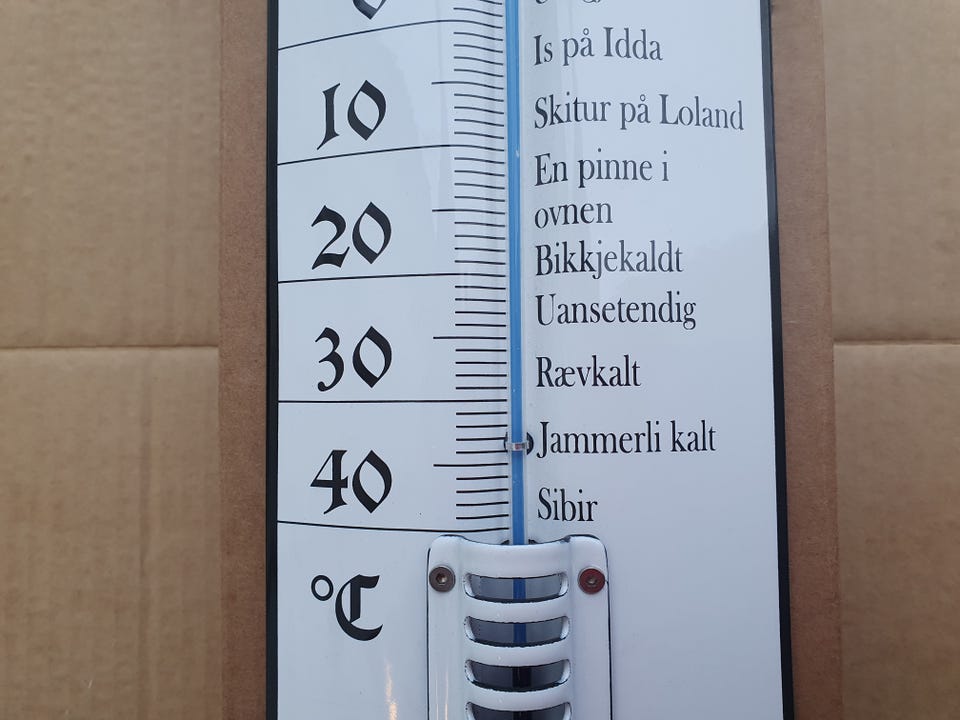 0
Is på Idda
10
Skitur på Loland
En pinne i
ovnen
20
Bikkjekaldt
Uansetendig
30
Rævkalt
Jammerli kalt
40
Sibir
°C